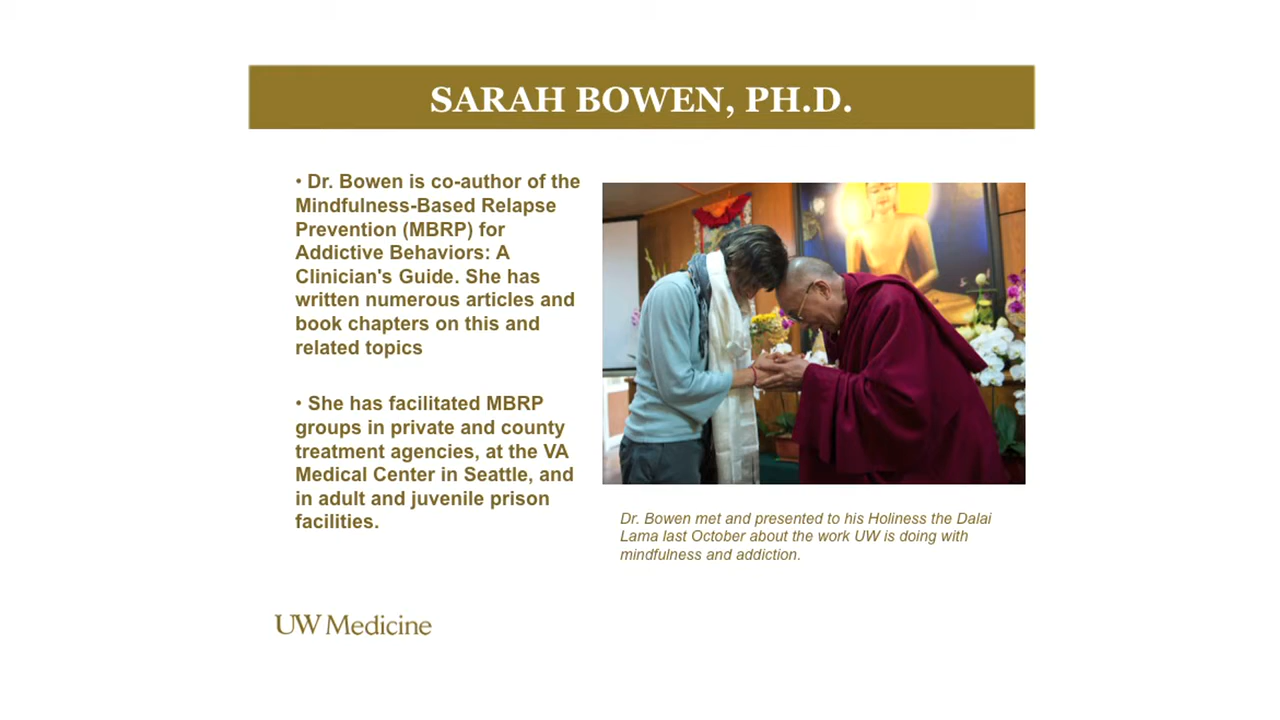 SARAH BOWEN, PH.D.
• Dr. Bowen is co-author of the
Mindfulness-Based Relapse
Prevention (MBRP) for
Addictive Behaviors: A
Clinician's Guide. She has
written numerous articles and
book chapters on this and
related topics
• She has facilitated MBRP
groups in private and county
treatment agencies, at the VA
Medical Center in Seattle, and
in adult and juvenile prison
facilities.
Dr. Bowen met and presented to his Holiness the Dalai
Lama last October about the work UW is doing with
mindfulness and addiction.
UW Medicine